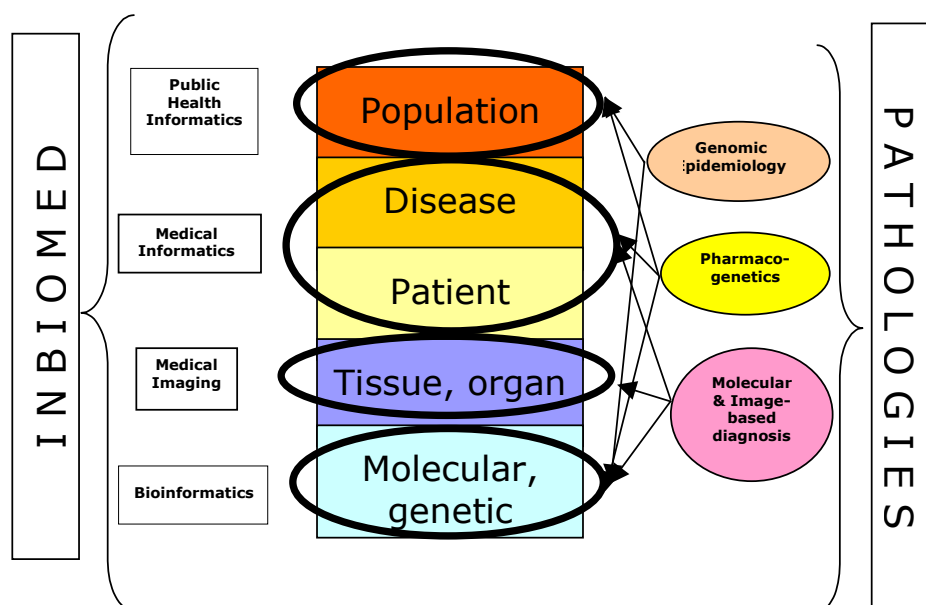 INBIOMED
Public
Health
Informatics
Medical
Informatics
Medical
Imaging
Bioinformatics
Population
Disease
Patient
Tissue, organ
Molecular,
genetic
Genomic
Epidemiology
Pharmaco-
genetics
Molecular
& Image-
based
diagnosis
PATHOLOGIES